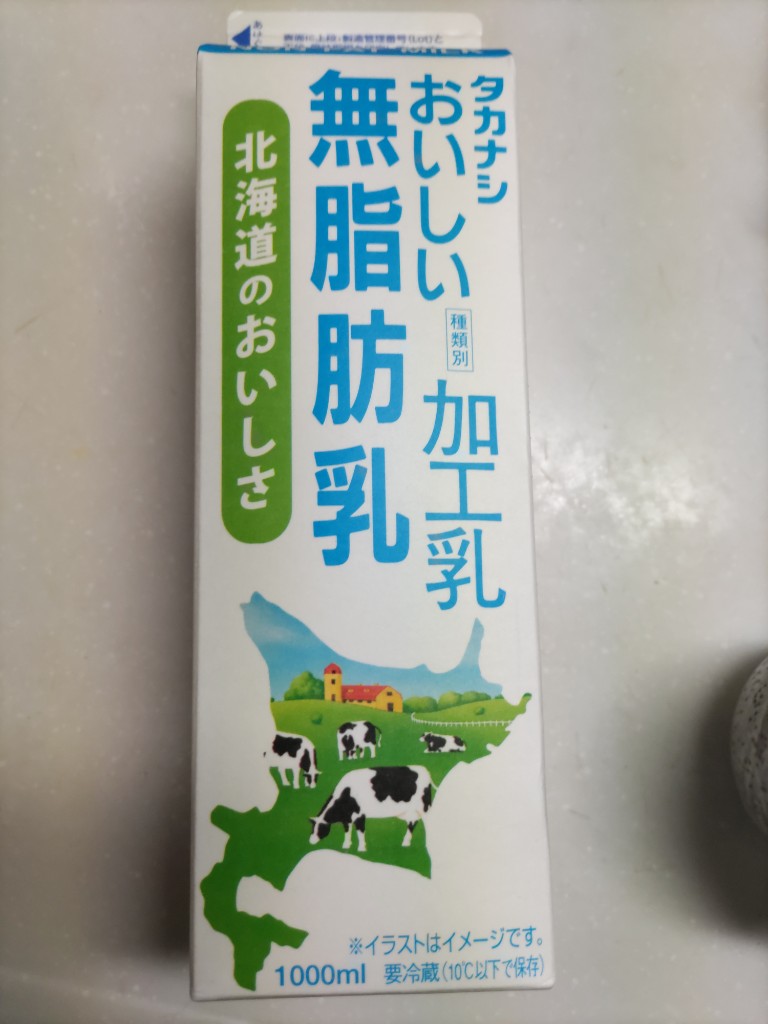 あけ
タカナシ
おいしい
無脂肪乳
種類別
加工乳
北海道のおいしさ
※イラストはイメージです。
1000ml 要冷蔵(10℃以下で保存)